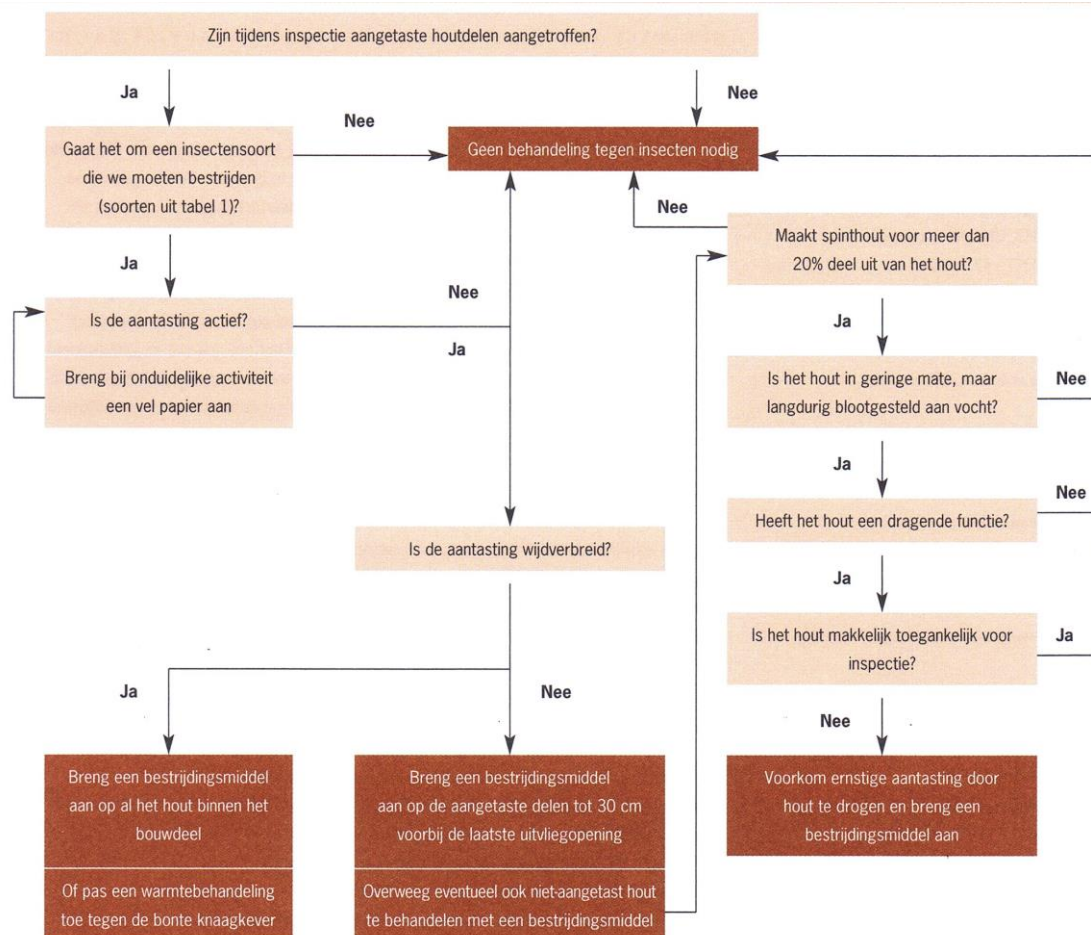 Zijn tijdens inspectie aangetaste houtdelen aangetroffen?
Ja
Nee
Gaat het om een insectensoort
die we moeten bestrijden
(soorten uit tabel 1)?
Nee
Geen behandeling tegen insecten nodig
Ja
Nee
Maakt spinthout voor meer dan
20% deel uit van het hout?
Is de aantasting actief?
Nee
Ja
Breng bij onduidelijke activiteit
een vel papier aan
Ja
Is het hout in geringe mate, maar
langdurig blootgesteld aan vocht?
Nee
Ja
Heeft het hout een dragende functie?
Nee
Is de aantasting wijdverbreid?
Ja
Is het hout makkelijk toegankelijk voor
inspectie?
Ja
Ja
Nee
Nee
Breng een bestrijdingsmiddel
aan op al het hout binnen het
bouwdeel
Of pas een warmtebehandeling
toe tegen de bonte knaagkever
Breng een bestrijdingsmiddel
aan op de aangetaste delen tot 30 cm
voorbij de laatste uitvliegopening
Overweeg eventueel ook niet-aangetast hout
te behandelen met een bestrijdingsmiddel
Voorkom ernstige aantasting door
hout te drogen en breng een
bestrijdingsmiddel aan